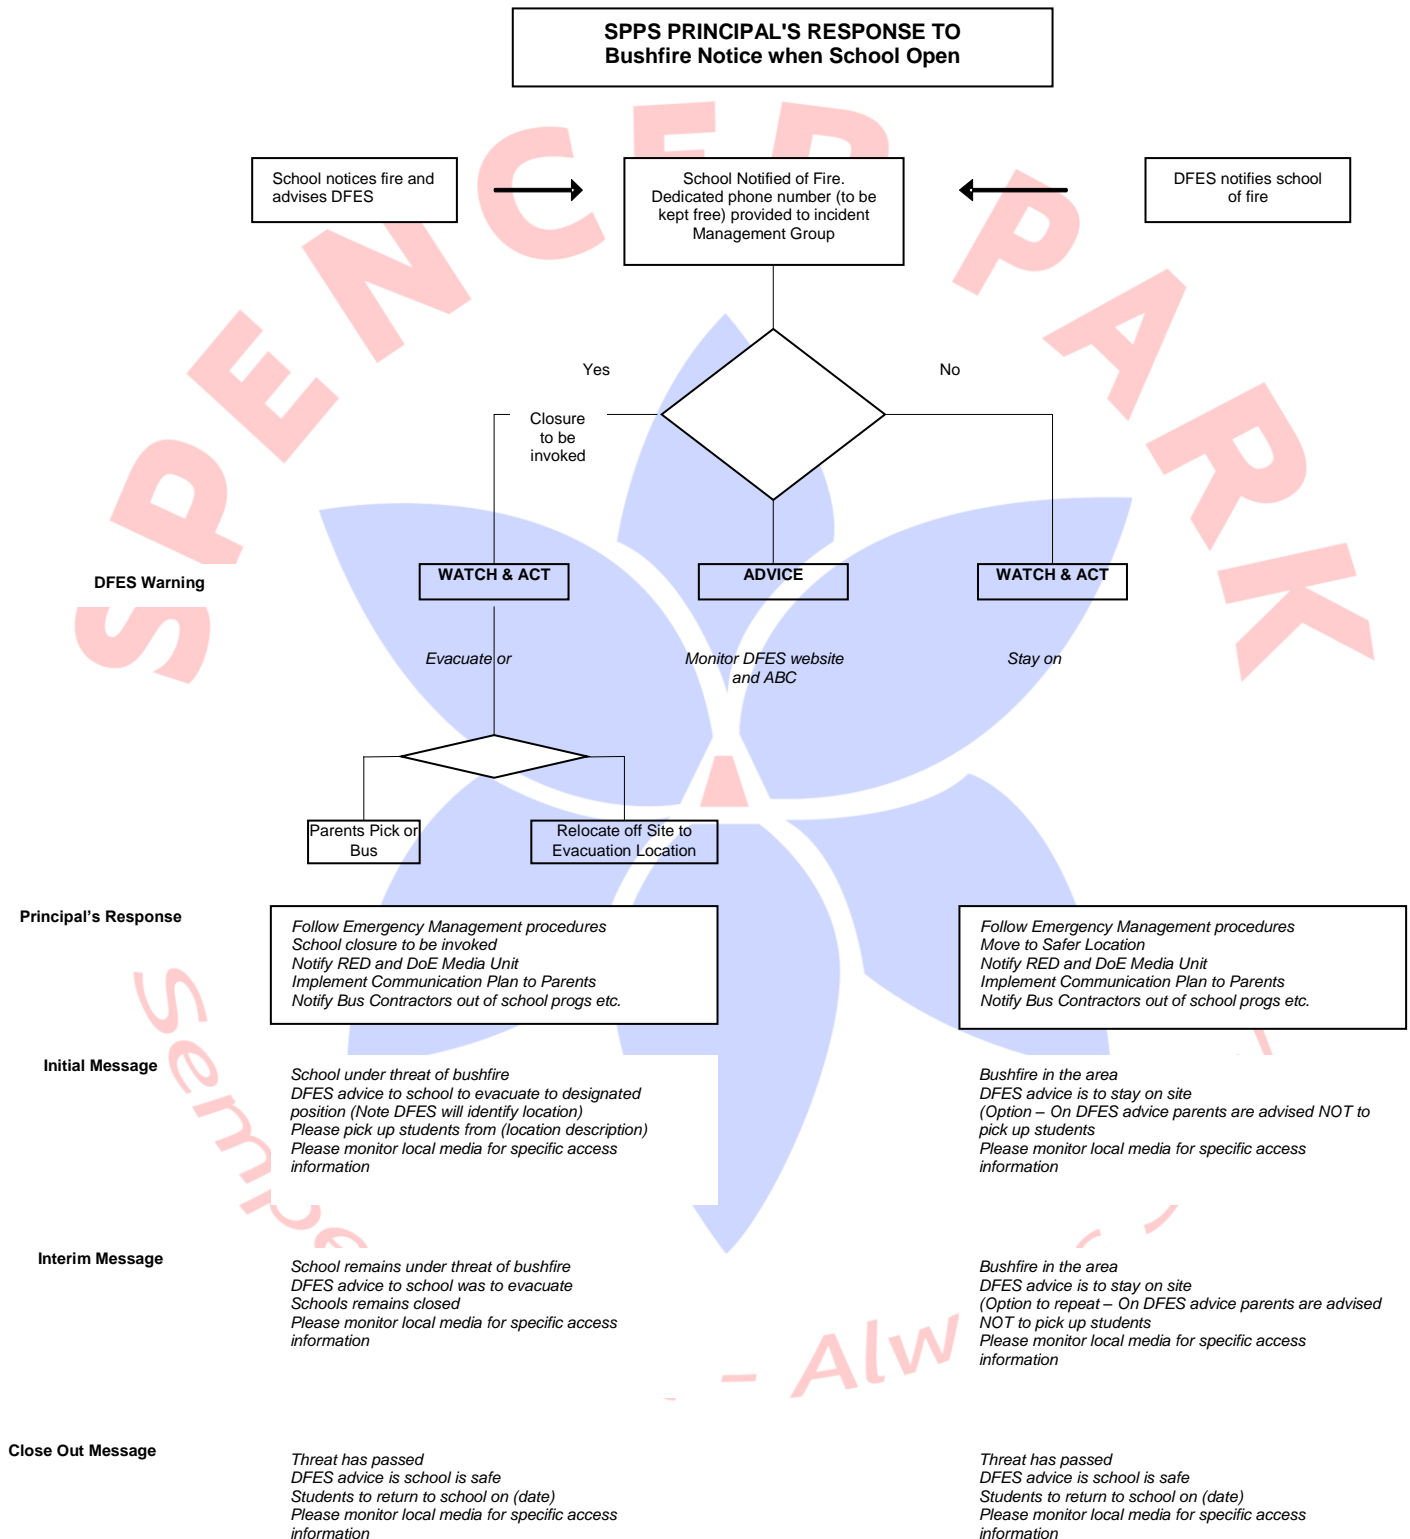 SPPS PRINCIPAL'S RESPONSE TO
Bushfire Notice when School Open
School notices fire and
advises DFES
School Notified of Fire.
Dedicated phone number (to be
kept free) provided to incident
Management Group
DFES notifies school
of fire
Yes
No
Closure
to be
invoked
DFES Warning
WATCH & ACT
ADVICE
WATCH & ACT
Evacuate or
Monitor DFES website
and ABC
Stay on
Parents Pick or
Bus
Relocate off Site to
Evacuation Location
Principal’s Response
Follow Emergency Management procedures
School closure to be invoked
Notify RED and DoE Media Unit
Implement Communication Plan to Parents
Notify Bus Contractors out of school progs etc.
Follow Emergency Management procedures
Move to Safer Location
Notify RED and DoE Media Unit
Implement Communication Plan to Parents
Notify Bus Contractors out of school progs etc.
Initial Message
School under threat of bushfire
DFES advice to school to evacuate to designated
position (Note DFES will identify location)
Please pick up students from (location description)
Please monitor local media for specific access
information
Bushfire in the area
DFES advice is to stay on site
(Option – On DFES advice parents are advised NOT to
pick up students
Please monitor local media for specific access
information
Interim Message
School remains under threat of bushfire
DFES advice to school was to evacuate
Schools remains closed
Please monitor local media for specific access
information
Bushfire in the area
DFES advice is to stay on site
(Option to repeat – On DFES advice parents are advised
NOT to pick up students
Please monitor local media for specific access
information
Close Out Message
Threat has passed
DFES advice is school is safe
Students to return to school on (date)
Please monitor local media for specific access
information
Threat has passed
DFES advice is school is safe
Students to return to school on (date)
Please monitor local media for specific access
information
SPENCER PARK